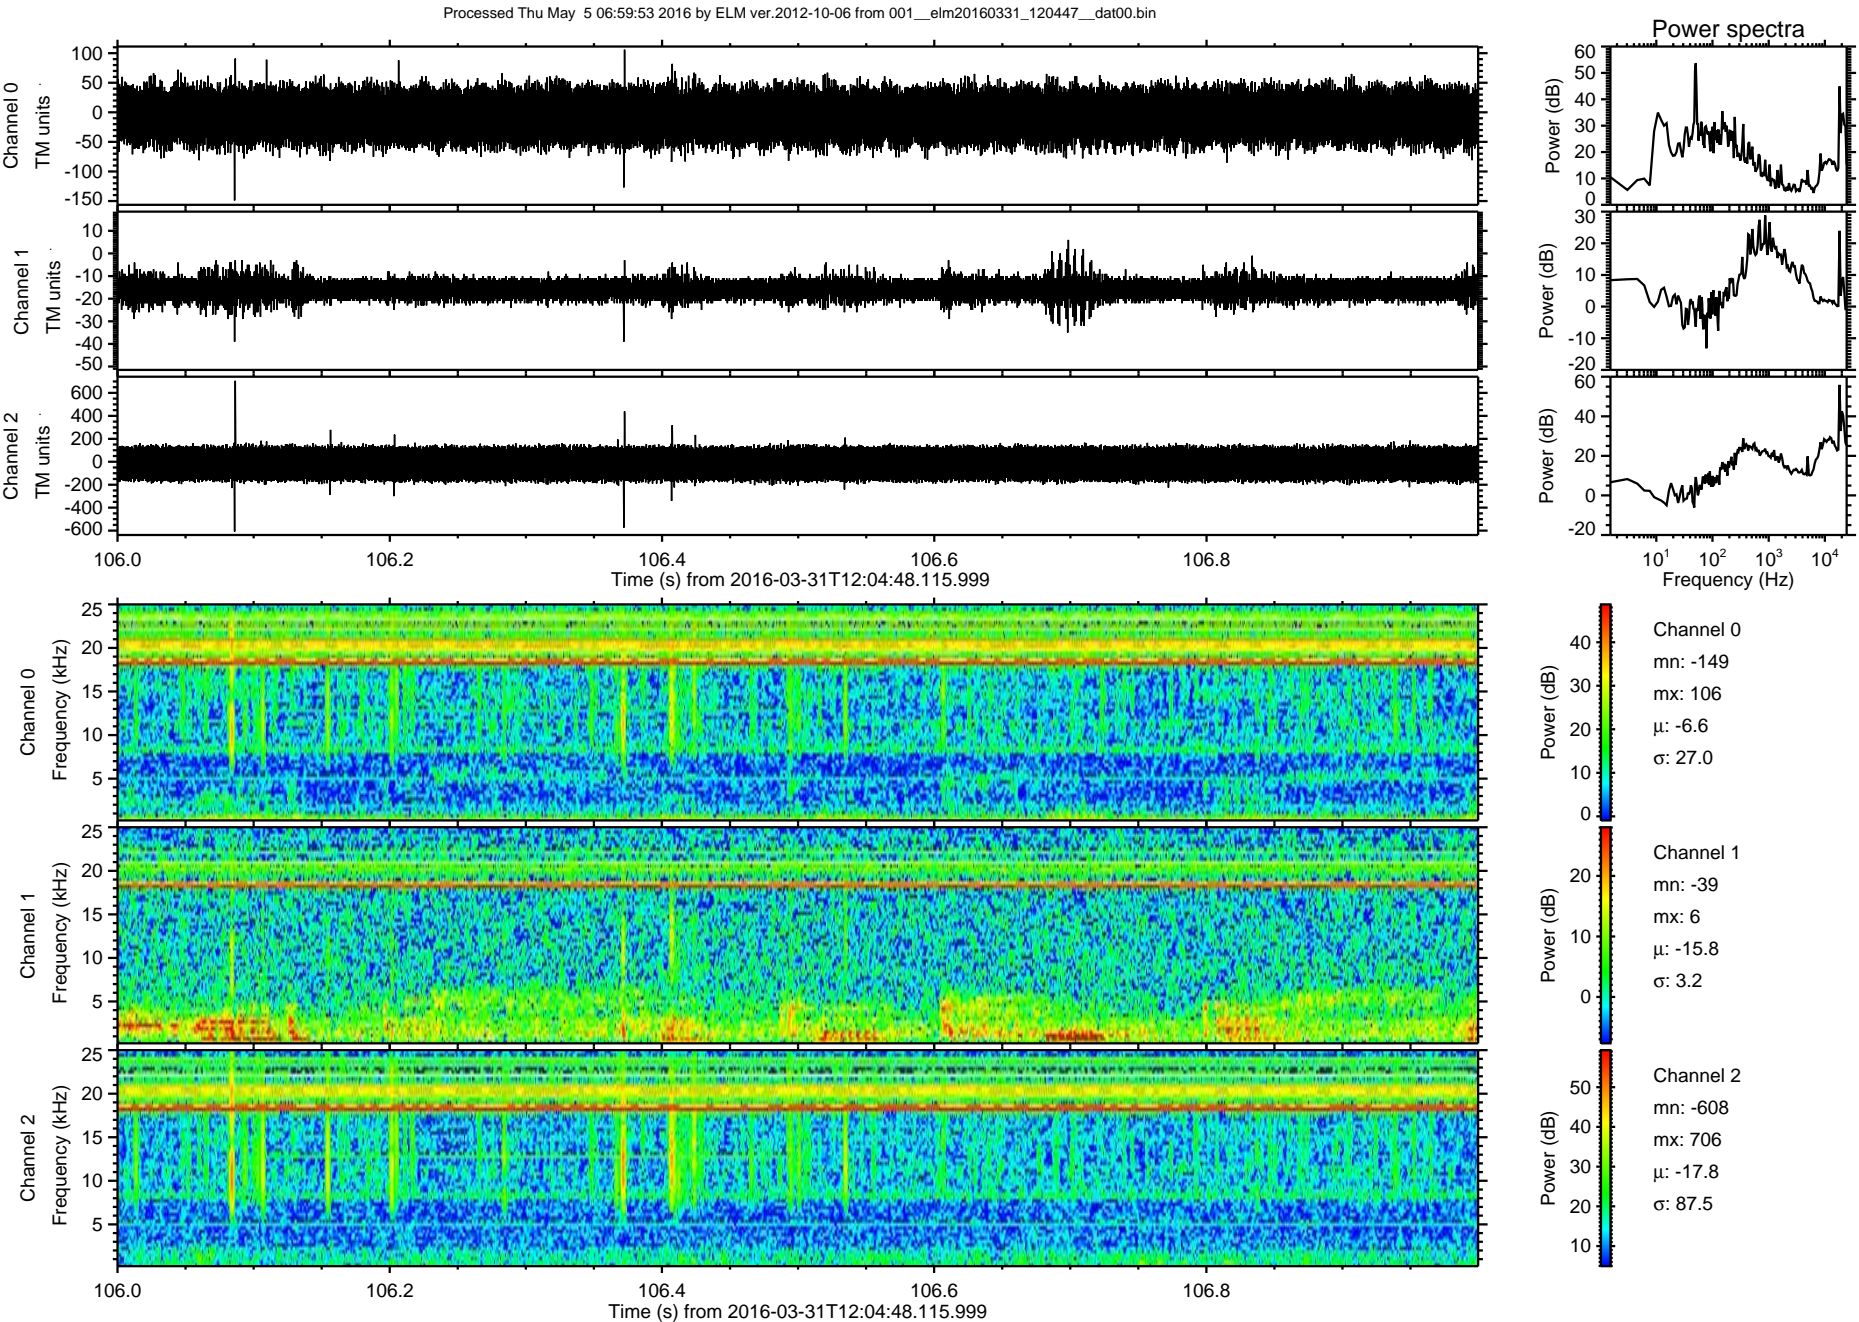 Processed Thu May 5 06:59:53 2016 by ELM ver.2012-10-06 from 001__elm20160331_120447__dat00.bin
Power spectra
Channel 0
TM units
100
50
0
-50
-100
-150
Power (dB)
60
50
40
30
20
10
0
Channel 1
TM units
10
0
-10
-20
-30
-40
-50
Power (dB)
30
20
10
0
-10
-20
Channel 2
TM units
600
400
200
0
-200
-400
-600
Power (dB)
60
40
20
0
-20
106.0 106.2 106.4 106.6 106.8
Time (s) from 2016-03-31T12:04:48.115.999
10¹ 10² 10³ 10⁴
Frequency (Hz)
Channel 0
Frequency (kHz)
25
20
15
10
5
Power (dB)
40
30
20
10
0
Channel 0
mn: -149
mx: 106
μ: -6.6
σ: 27.0
Channel 1
Frequency (kHz)
25
20
15
10
5
Power (dB)
20
10
0
Channel 1
mn: -39
mx: 6
μ: -15.8
σ: 3.2
Channel 2
Frequency (kHz)
25
20
15
10
5
Power (dB)
50
40
30
20
10
Channel 2
mn: -608
mx: 706
μ: -17.8
σ: 87.5
106.0 106.2 106.4 106.6 106.8
Time (s) from 2016-03-31T12:04:48.115.999